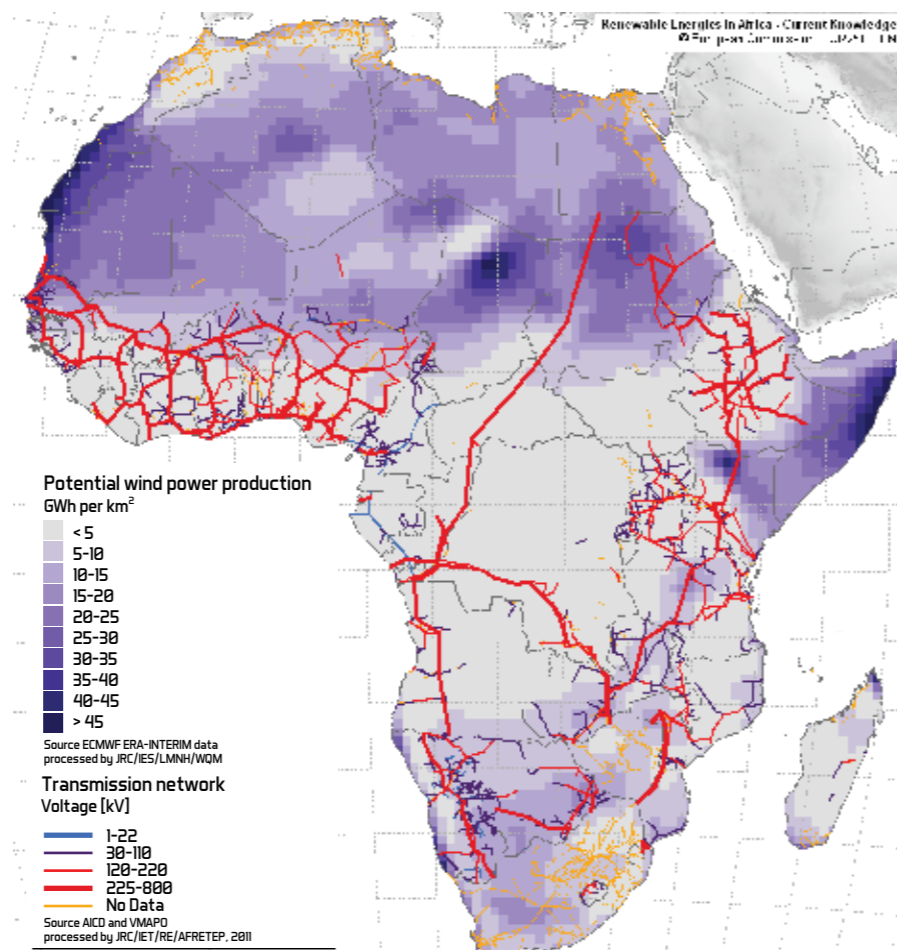 Renewable Energies in Africa - Current Knowledge
Potential wind power production
GWh per km²
< 5
5-10
10-15
15-20
20-25
25-30
30-35
35-40
40-45
> 45
Source ECMWF ERA-INTERIM data
processed by JRC/IES/LMNH/WQM
Transmission network
Voltage [kV]
1-22
30-110
120-220
225-800
No Data
Source AICD and VMAPO
processed by JRC/IET/RE/AFRETEP, 2011